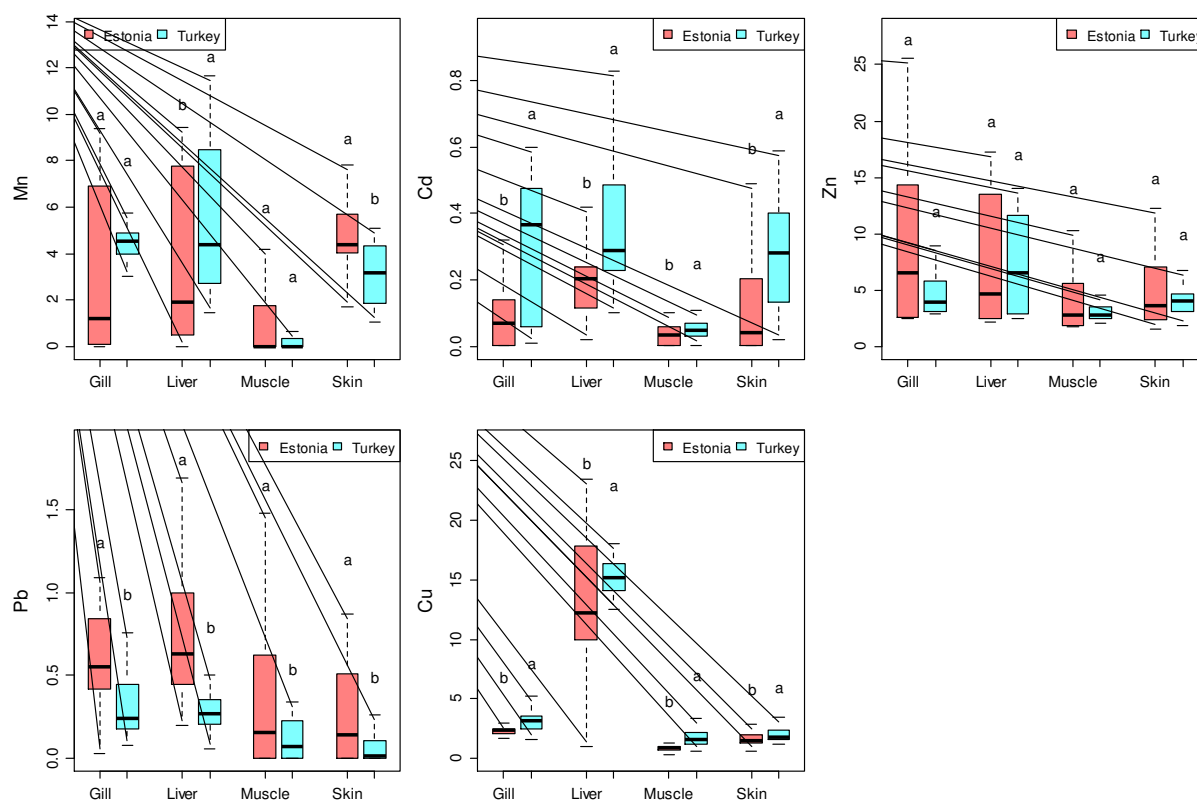 Mn
14
12
10
8
6
4
2
0
Estonia Turkey
a a b a a a a b
Gill Liver Muscle Skin
Cd
0.8
0.6
0.4
0.2
0.0
Estonia Turkey
b a b a b a b a
Gill Liver Muscle Skin
Zn
25
20
15
10
5
0
Estonia Turkey
a a a a a a a a
Gill Liver Muscle Skin
Pb
1.5
1.0
0.5
0.0
Estonia Turkey
a b a b a b a b
Gill Liver Muscle Skin
Cu
25
20
15
10
5
0
Estonia Turkey
b a b a b a b a
Gill Liver Muscle Skin